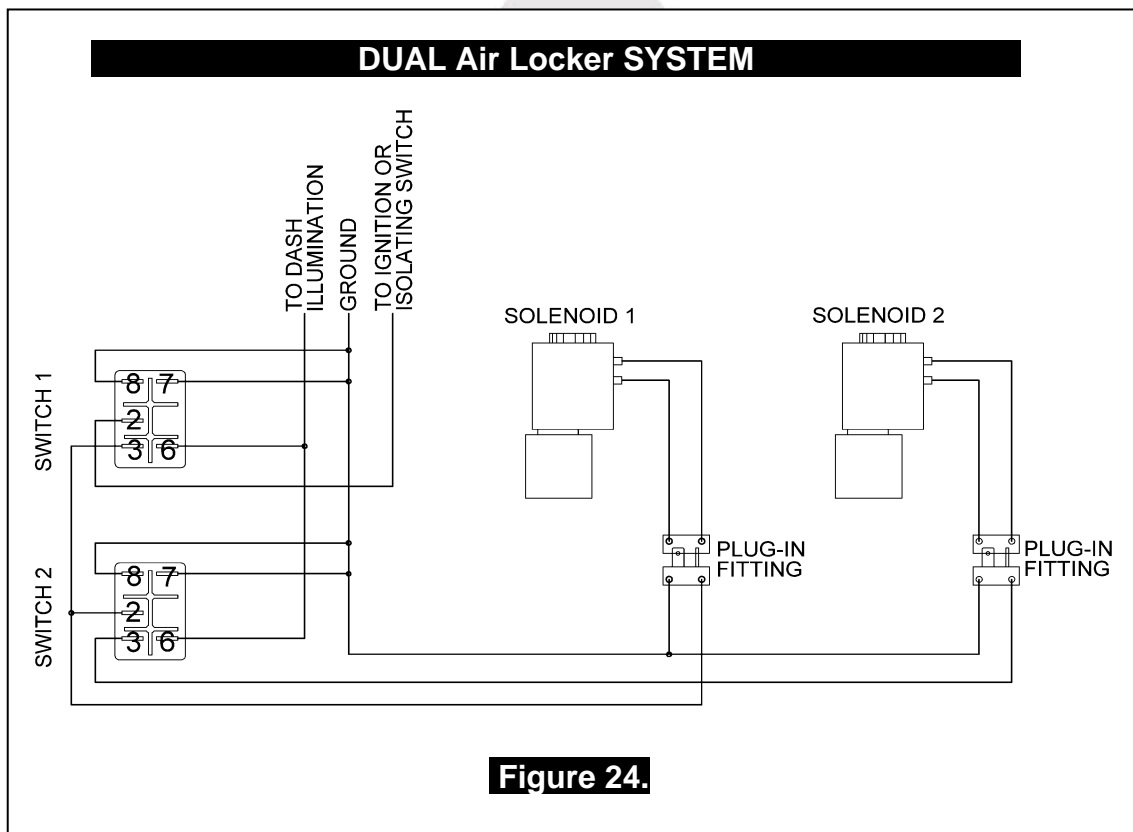 DUAL Air Locker SYSTEM
TO DASH
ILLUMINATION
GROUND
TO IGNITION OR
ISOLATING SWITCH
SOLENOID 1
SOLENOID 2
SWITCH 1
8 7
2
3 6
SWITCH 2
8 7
2
3 6
PLUG-IN
FITTING
PLUG-IN
FITTING
Figure 24.